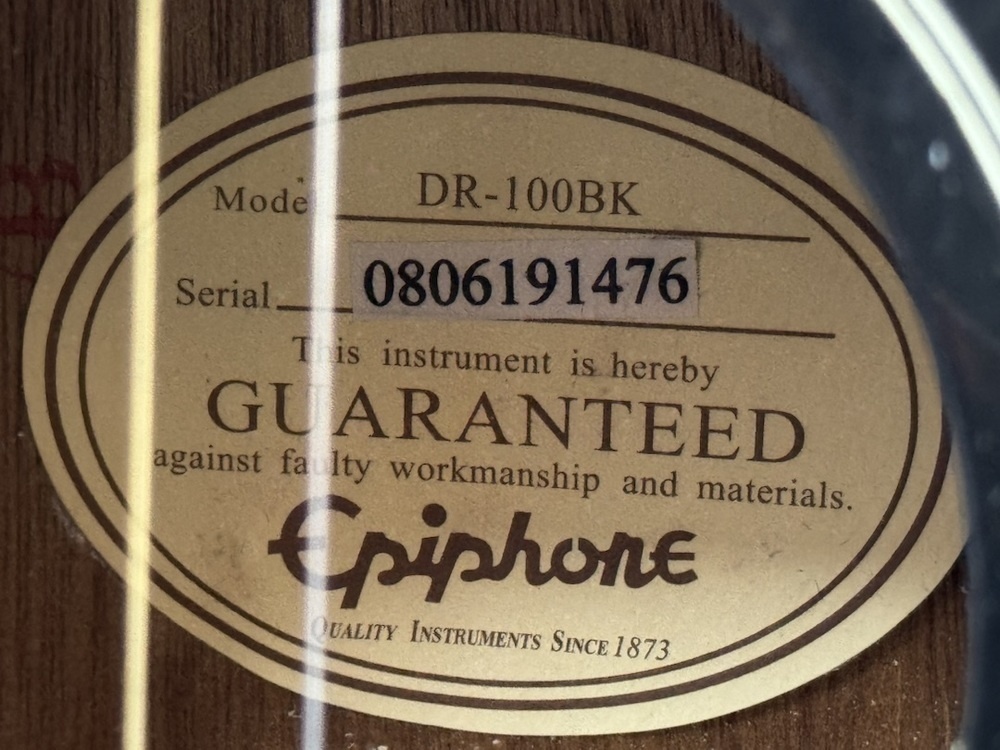 Model DR-100BK
Serial 0806191476
This instrument is hereby
GUARANTEED
against faulty workmanship and materials.
Epiphone
QUALITY INSTRUMENTS SINCE 1873